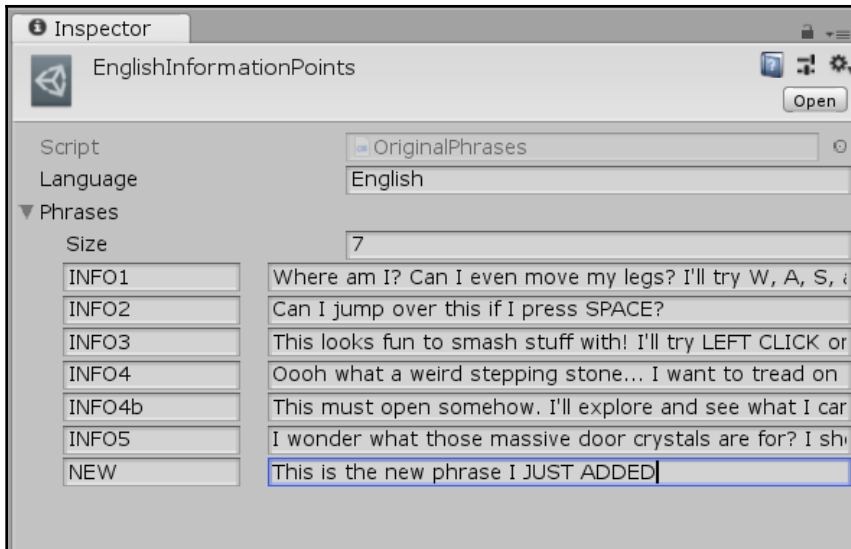 Inspector
EnglishInformationPoints
Open
Script OriginalPhrases
Language English
Phrases
Size 7
INFO1 Where am I? Can I even move my legs? I'll try W, A, S,
INFO2 Can I jump over this if I press SPACE?
INFO3 This looks fun to smash stuff with! I'll try LEFT CLICK or
INFO4 Oooh what a weird stepping stone... I want to tread on
INFO4b This must open somehow. I'll explore and see what I can
INFO5 I wonder what those massive door crystals are for? I
NEW This is the new phrase I JUST ADDED